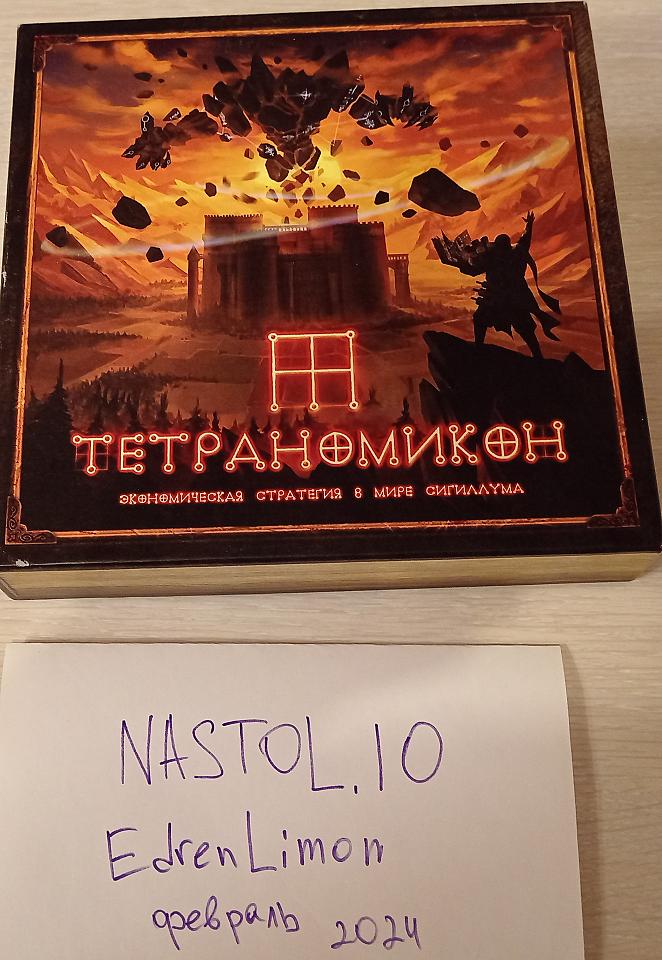 ТЕТРАНОМИКОН
ЭКОНОМИЧЕСКАЯ СТРАТЕГИЯ В МИРЕ СИГИЛЛУМА
NASTOL.IO
EdrenLimon
февраль 2024